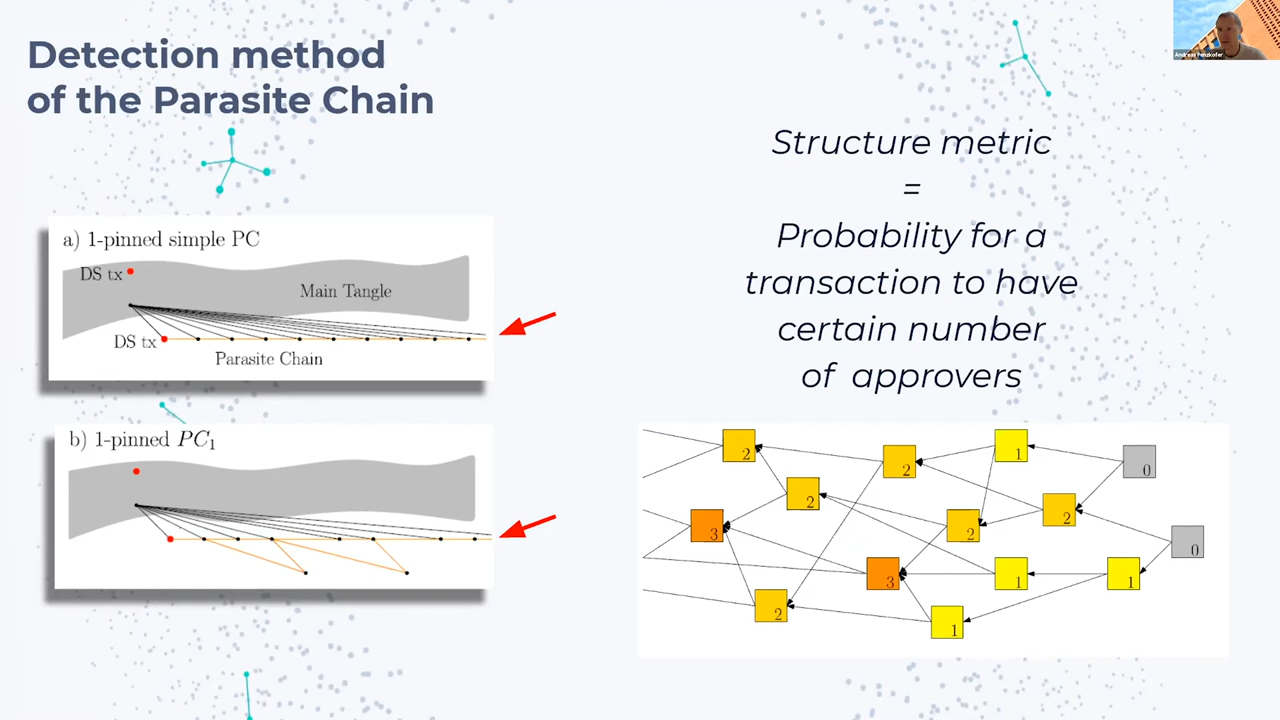 Detection method
of the Parasite Chain
a) 1-pinned simple PC
DS tx
Main Tangle
DS tx
Parasite Chain
b) 1-pinned PC₁
Structure metric
=
Probability for a
transaction to have
certain number
of approvers
2
2
1
0
2
2
2
3
0
3
1
1
2
1
Andreas Penzkofer